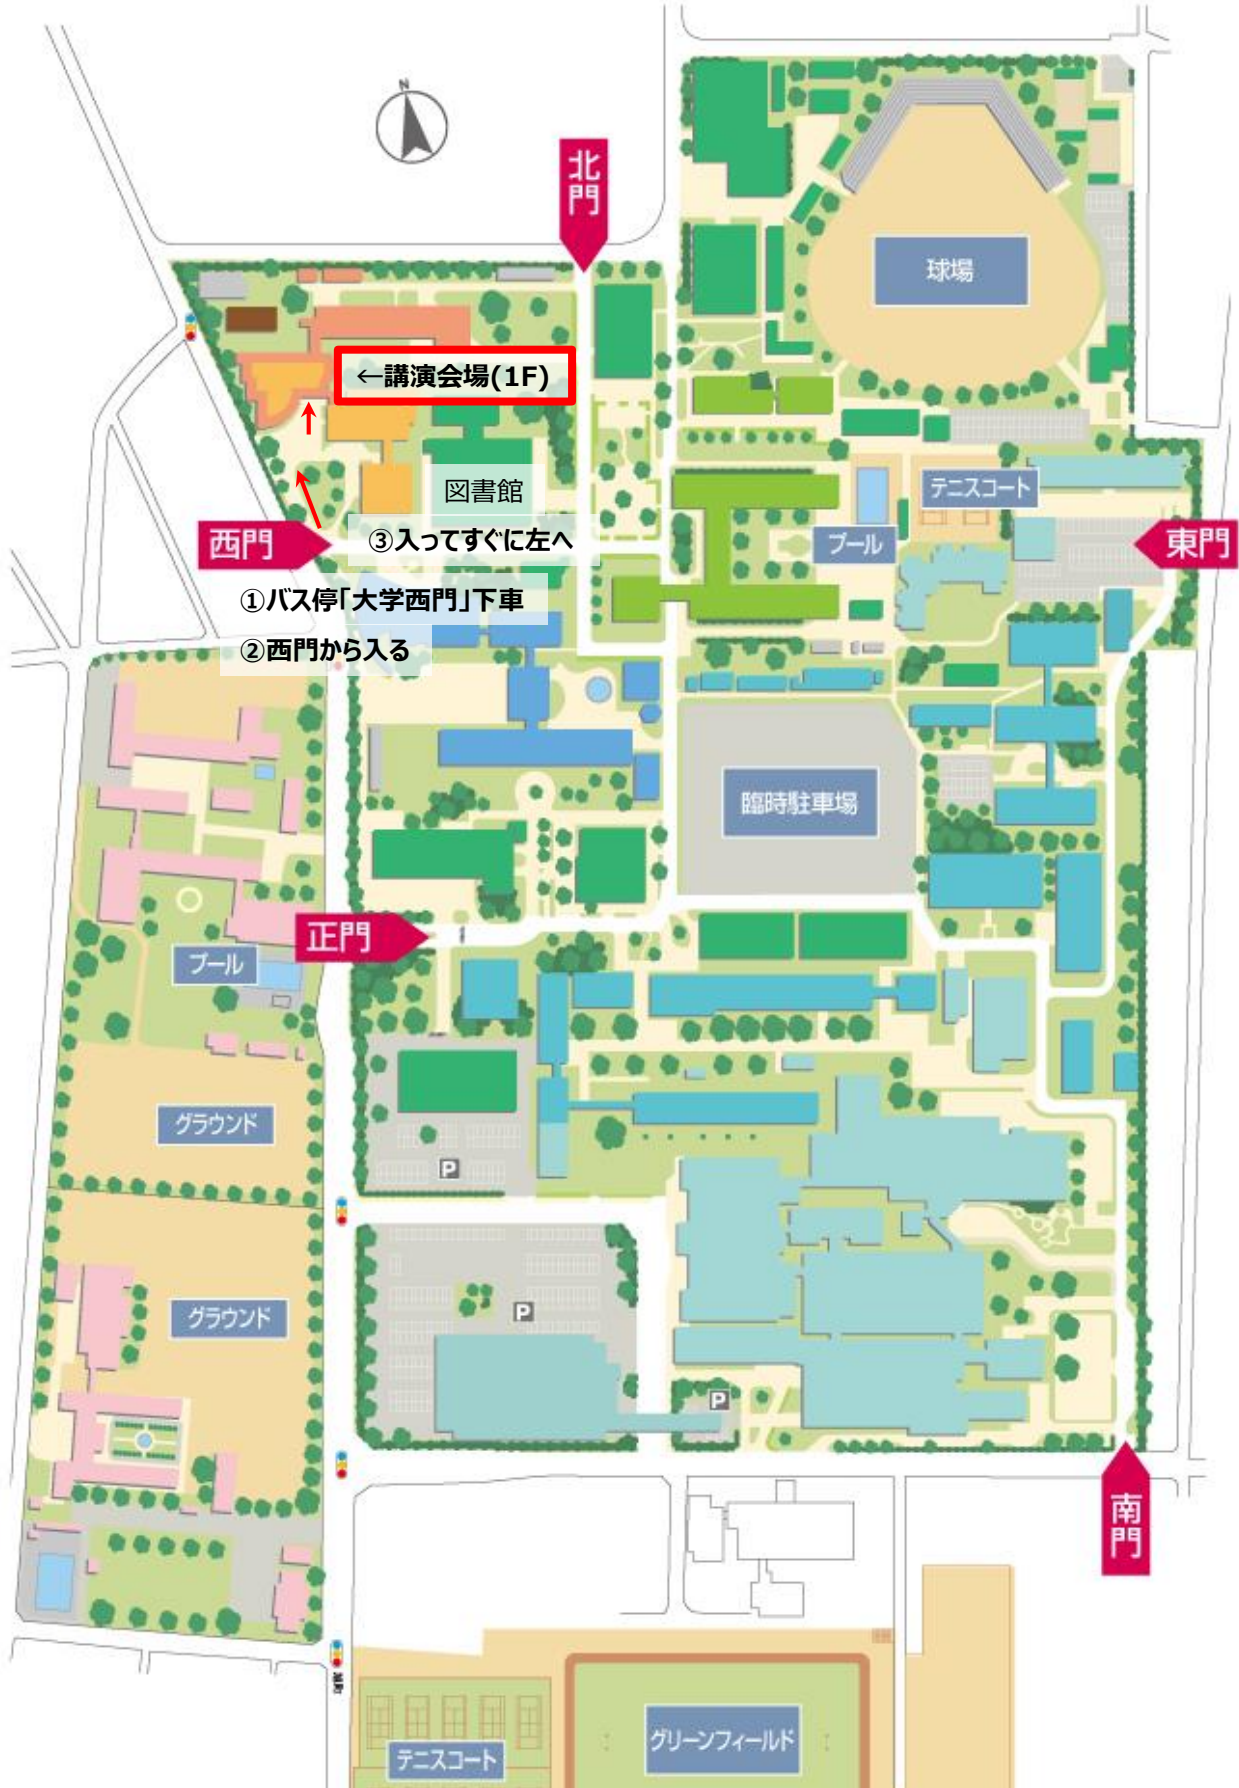 N
北門
球場
←講演会場(1F)
図書館
テニスコート
西門
③入ってすぐに左へ
プール
東門
①バス停「大学西門」下車
②西門から入る
臨時駐車場
正門
プール
グラウンド
P
グラウンド
P
P
南門
旭町
グリーンフィールド
テニスコート